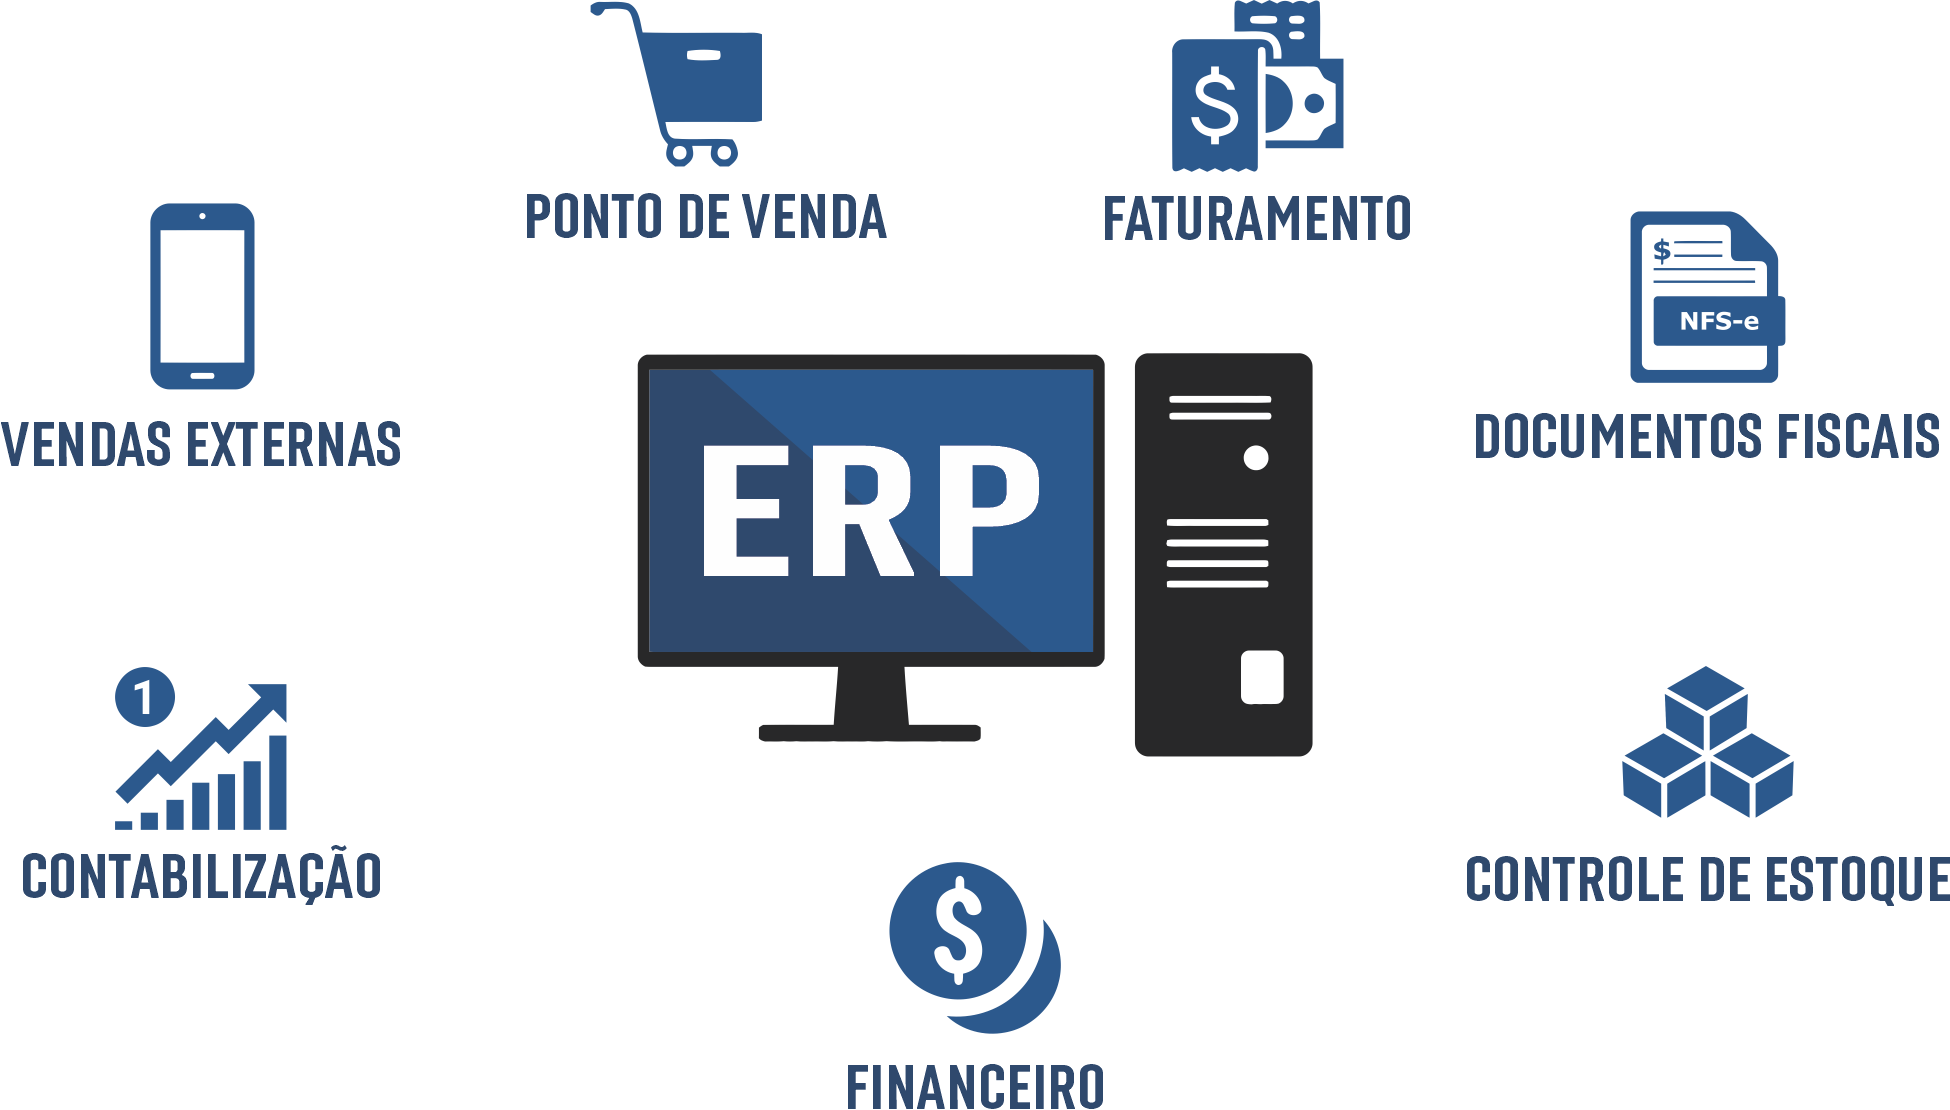 $
PONTO DE VENDA
FATURAMENTO
$
NFS-e
VENDAS EXTERNAS
DOCUMENTOS FISCAIS
ERP
1
CONTABILIZAÇÃO
CONTROLE DE ESTOQUE
$
FINANCEIRO